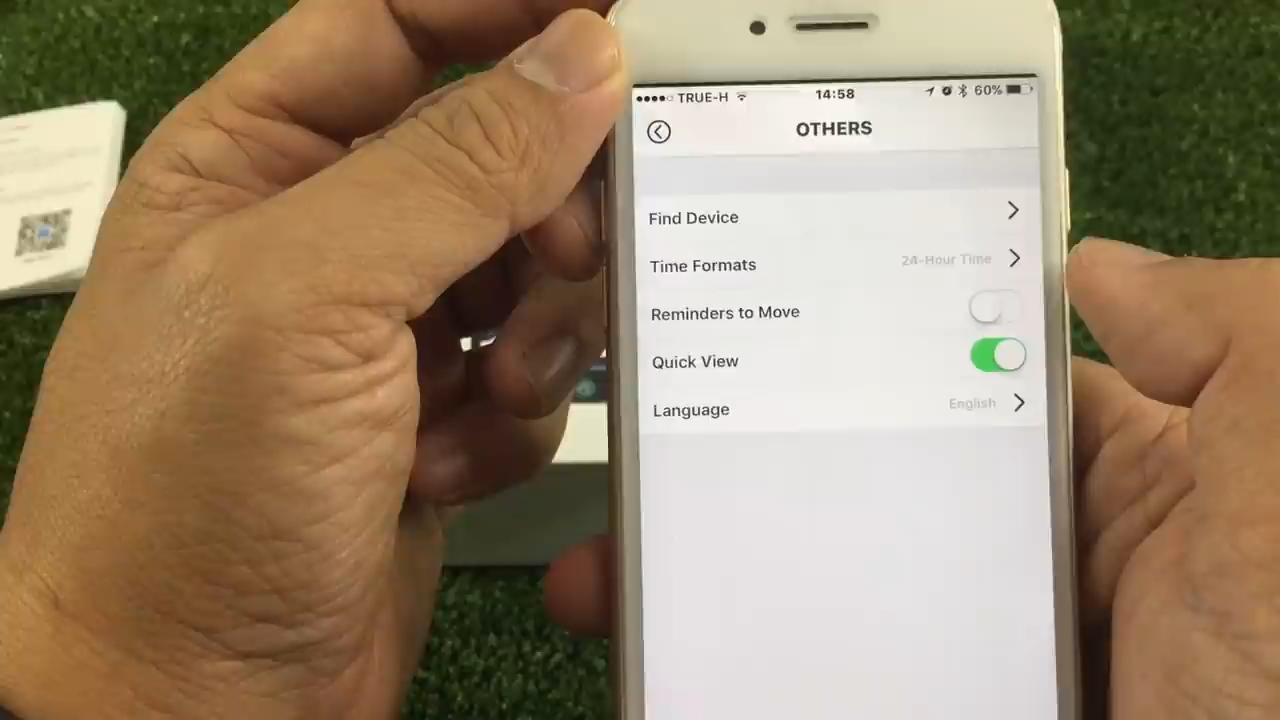 TRUE-H 14:58 60%
OTHERS
Find Device
Time Formats 24-Hour Time
Reminders to Move
Quick View
Language English